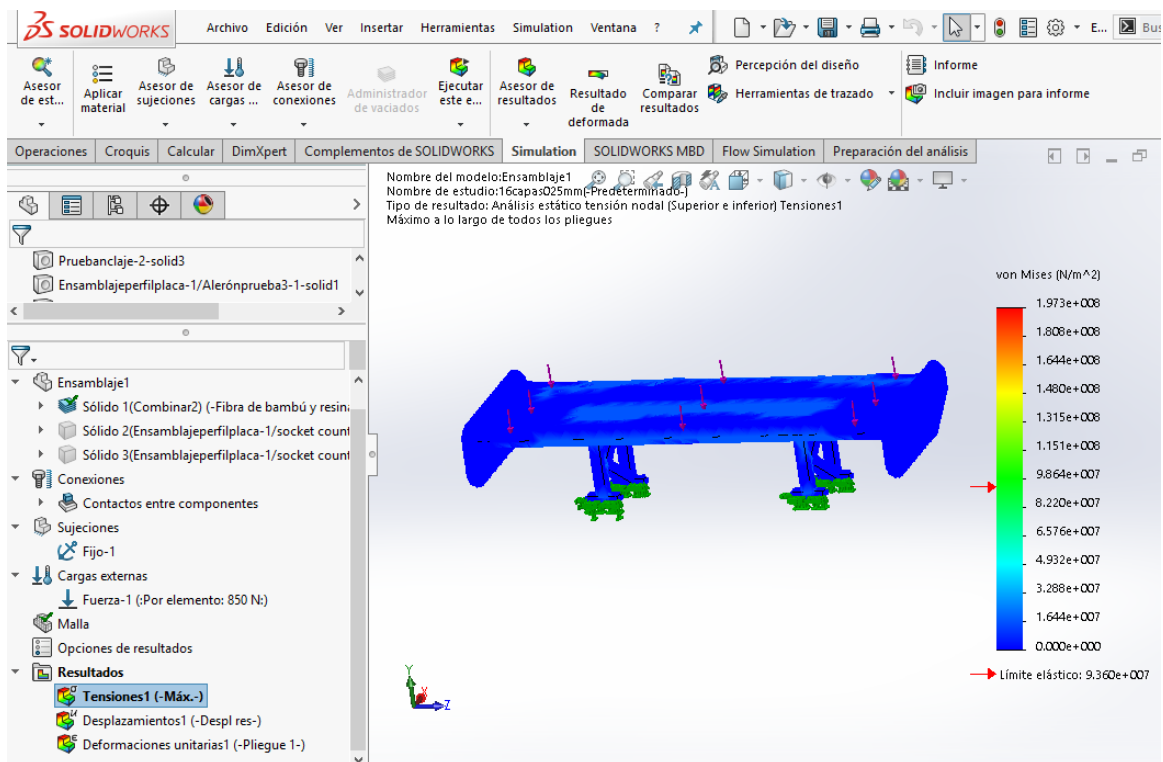 SOLIDWORKS
Archivo Edición Ver Insertar Herramientas Simulation Ventana ? E... Bus
Asesor de est...
Aplicar material
Asesor de sujeciones
Asesor de cargas ...
Asesor de conexiones
Administrador de vaciados
Ejecutar este e...
Asesor de resultados
Resultado de deformada
Comparar resultados
Percepción del diseño
Herramientas de trazado
Informe
Incluir imagen para informe
Operaciones Croquis Calcular DimXpert Complementos de SOLIDWORKS Simulation SOLIDWORKS MBD Flow Simulation Preparación del análisis
Pruebanclaje-2-solid3
Ensamblajeperfilplaca-1/Alerónprueba3-1-solid1
Ensamblaje1
Sólido 1(Combinar2) (-Fibra de bambú y resin
Sólido 2(Ensamblajeperfilplaca-1/socket count
Sólido 3(Ensamblajeperfilplaca-1/socket count
Conexiones
Contactos entre componentes
Sujeciones
Fijo-1
Cargas externas
Fuerza-1 (:Por elemento: 850 N:)
Malla
Opciones de resultados
Resultados
Tensiones1 (-Máx.-)
Desplazamientos1 (-Despl res-)
Deformaciones unitarias1 (-Pliegue 1-)
Nombre del modelo:Ensamblaje1
Nombre de estudio:16capas025mm(-Predeterminado-)
Tipo de resultado: Análisis estático tensión nodal (Superior e inferior) Tensiones1
Máximo a lo largo de todos los pliegues
von Mises (N/m^2)
1.973e+008
1.808e+008
1.644e+008
1.480e+008
1.315e+008
1.151e+008
9.864e+007
8.220e+007
6.576e+007
4.932e+007
3.288e+007
1.644e+007
0.000e+000
Límite elástico: 9.360e+007
Y
X
Z